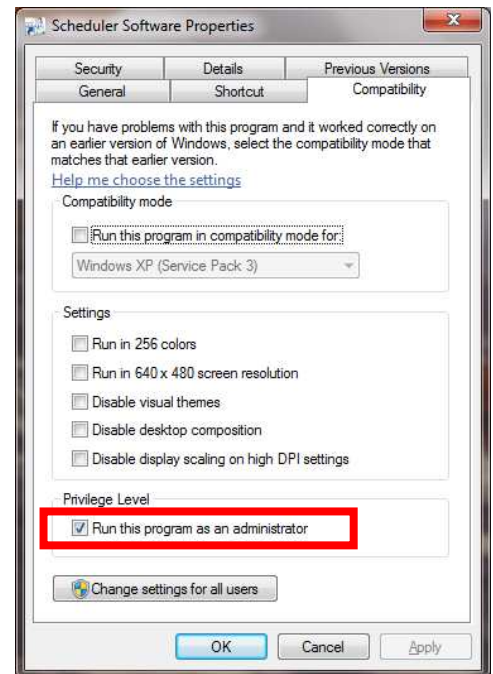 Scheduler Software Properties
Security Details Previous Versions
General Shortcut Compatibility
If you have problems with this program and it worked correctly on
an earlier version of Windows, select the compatibility mode that
matches that earlier version.
Help me choose the settings
Compatibility mode
Run this program in compatibility mode for:
Windows XP (Service Pack 3)
Settings
Run in 256 colors
Run in 640 x 480 screen resolution
Disable visual themes
Disable desktop composition
Disable display scaling on high DPI settings
Privilege Level
Run this program as an administrator
Change settings for all users
OK Cancel Apply